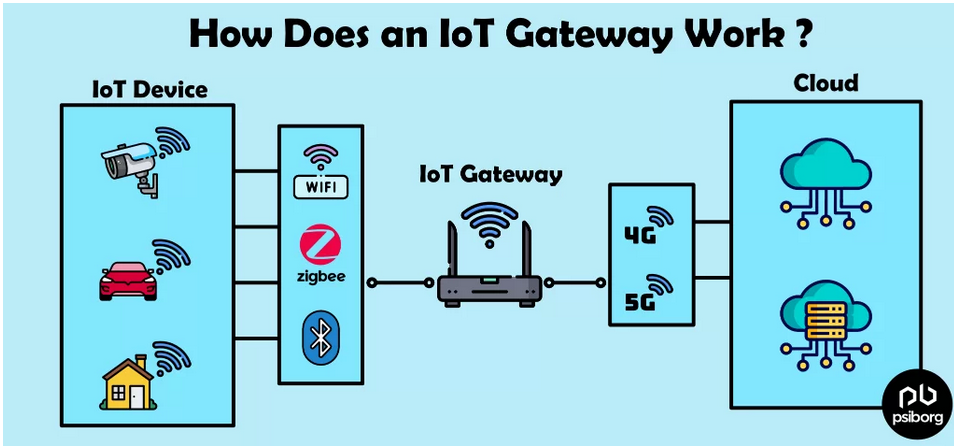 How Does an IoT Gateway Work ?
IoT Device
Cloud
WIFI
IoT Gateway
zigbee
4G
5G
pb
psiborg